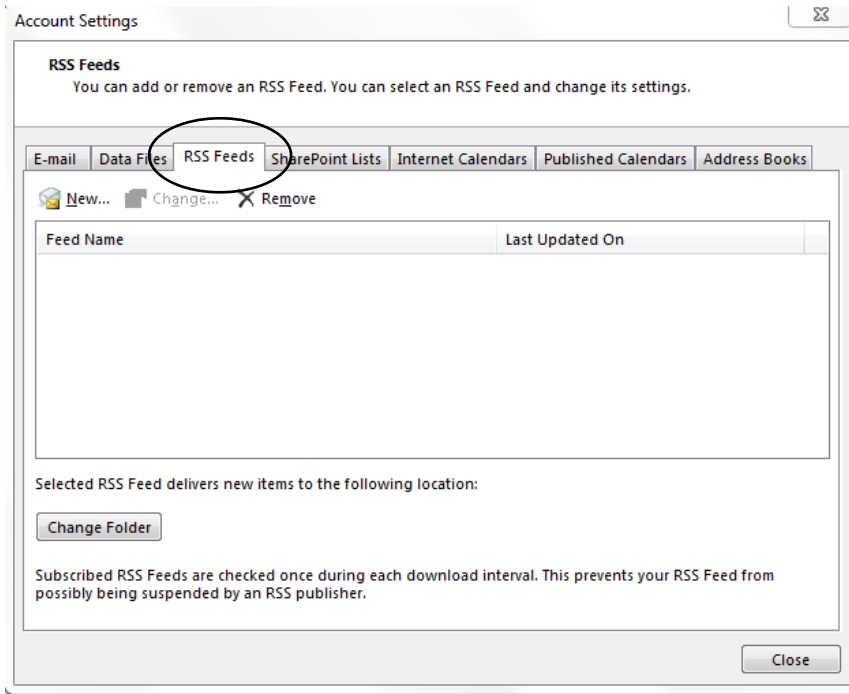 Account Settings
RSS Feeds
You can add or remove an RSS Feed. You can select an RSS Feed and change its settings.
E-mail Data Files RSS Feeds SharePoint Lists Internet Calendars Published Calendars Address Books
New... Change... Remove
Feed Name Last Updated On
Selected RSS Feed delivers new items to the following location:
Change Folder
Subscribed RSS Feeds are checked once during each download interval. This prevents your RSS Feed from
possibly being suspended by an RSS publisher.
Close